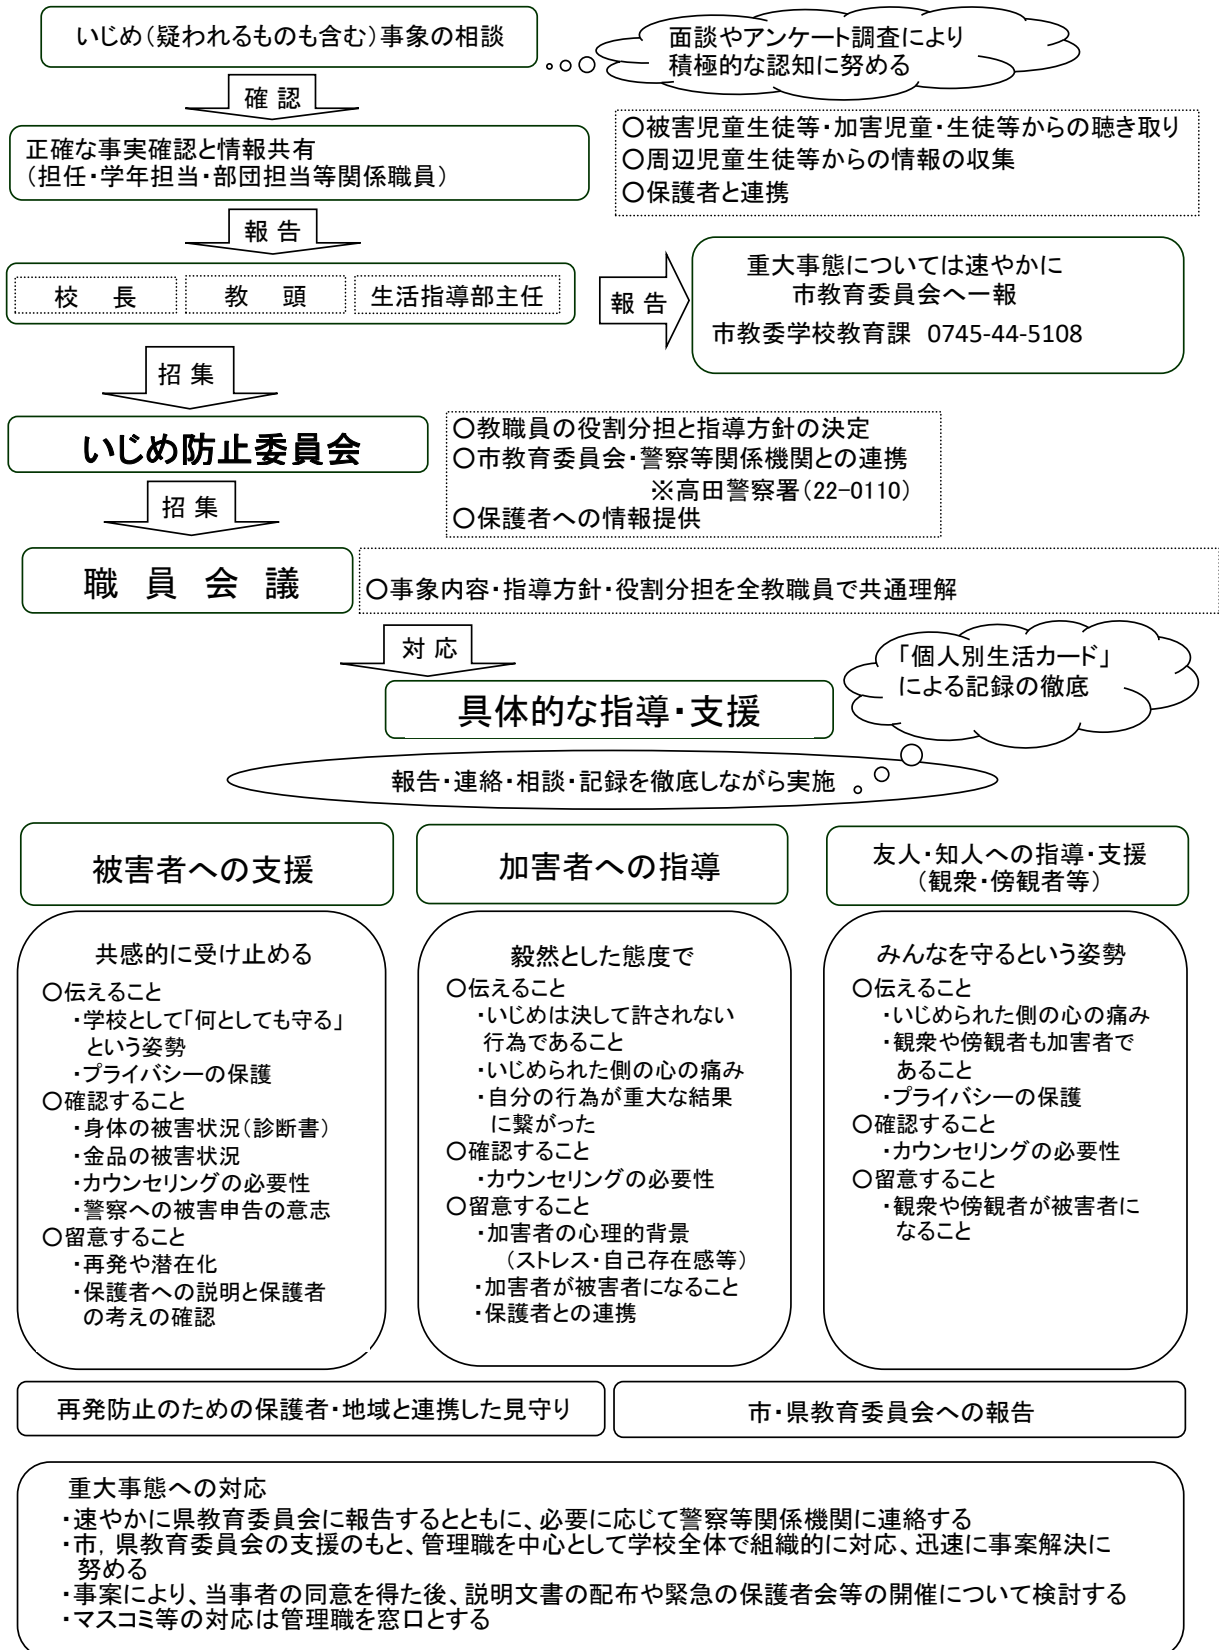 いじめ（疑われるものも含む）事象の相談
面談やアンケート調査により
積極的な認知に努める
確 認
正確な事実確認と情報共有
（担任・学年担当・部団担当等関係職員）
○被害児童生徒等・加害児童・生徒等からの聴き取り
○周辺児童生徒等からの情報の収集
○保護者と連携
報 告
校　長
教　頭
生活指導部主任
報 告
重大事態については速やかに
市教育委員会へ一報
市教委学校教育課　0745-44-5108
招 集
いじめ防止委員会
○教職員の役割分担と指導方針の決定
○市教育委員会・警察等関係機関との連携
※高田警察署（22-0110）
○保護者への情報提供
招 集
職　員　会　議
○事象内容・指導方針・役割分担を全教職員で共通理解
対 応
「個人別生活カード」
による記録の徹底
具体的な指導・支援
報告・連絡・相談・記録を徹底しながら実施
被害者への支援
共感的に受け止める
○伝えること
・学校として「何としても守る」
という姿勢
・プライバシーの保護
○確認すること
・身体の被害状況（診断書）
・金品の被害状況
・カウンセリングの必要性
・警察への被害申告の意志
○留意すること
・再発や潜在化
・保護者への説明と保護者
の考えの確認
加害者への指導
毅然とした態度で
○伝えること
・いじめは決して許されない
行為であること
・いじめられた側の心の痛み
・自分の行為が重大な結果
に繋がった
○確認すること
・カウンセリングの必要性
○留意すること
・加害者の心理的背景
（ストレス・自己存在感等）
・加害者が被害者になること
・保護者との連携
友人・知人への指導・支援
（観衆・傍観者等）
みんなを守るという姿勢
○伝えること
・いじめられた側の心の痛み
・観衆や傍観者も加害者で
あること
・プライバシーの保護
○確認すること
・カウンセリングの必要性
○留意すること
・観衆や傍観者が被害者に
なること
再発防止のための保護者・地域と連携した見守り
市・県教育委員会への報告
重大事態への対応
・速やかに県教育委員会に報告するとともに、必要に応じて警察等関係機関に連絡する
・市，県教育委員会の支援のもと、管理職を中心として学校全体で組織的に対応、迅速に事案解決に
努める
・事案により、当事者の同意を得た後、説明文書の配布や緊急の保護者会等の開催について検討する
・マスコミ等の対応は管理職を窓口とする